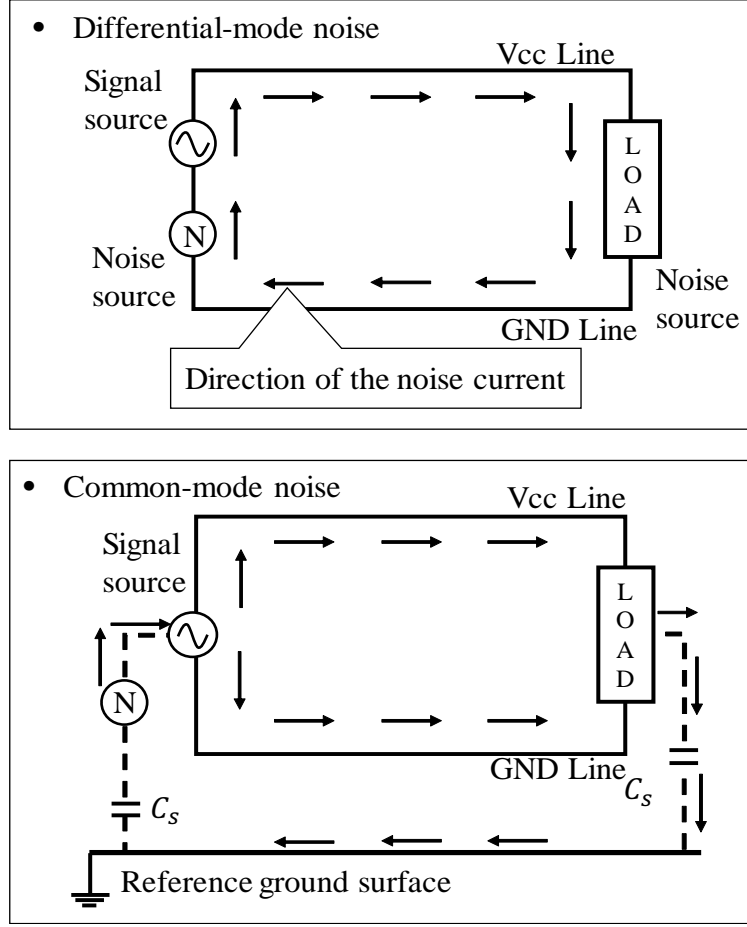 • Differential-mode noise
Vcc Line
Signal
source
L
O
A
D
N
Noise
source
Noise
source
GND Line
Direction of the noise current
• Common-mode noise
Vcc Line
Signal
source
L
O
A
D
N
GND Line
C_s
C_s
Reference ground surface